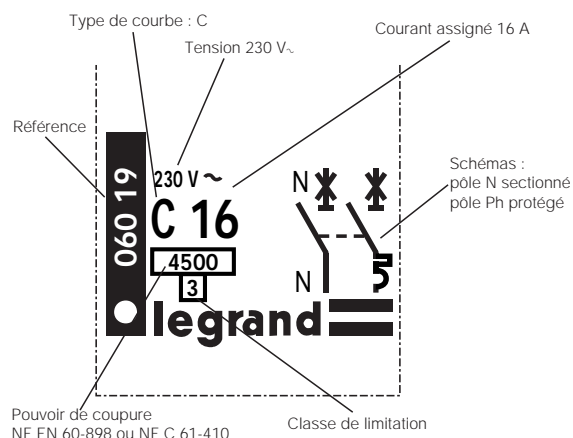 Type de courbe : C
Tension 230 V~
Courant assigné 16 A
Référence
060 19
230 V ~
C 16
4500
3
legrand
N
N
Schémas :
pôle N sectionné
pôle Ph protégé
Pouvoir de coupure
NF EN 60-898 ou NF C 61-410
Classe de limitation